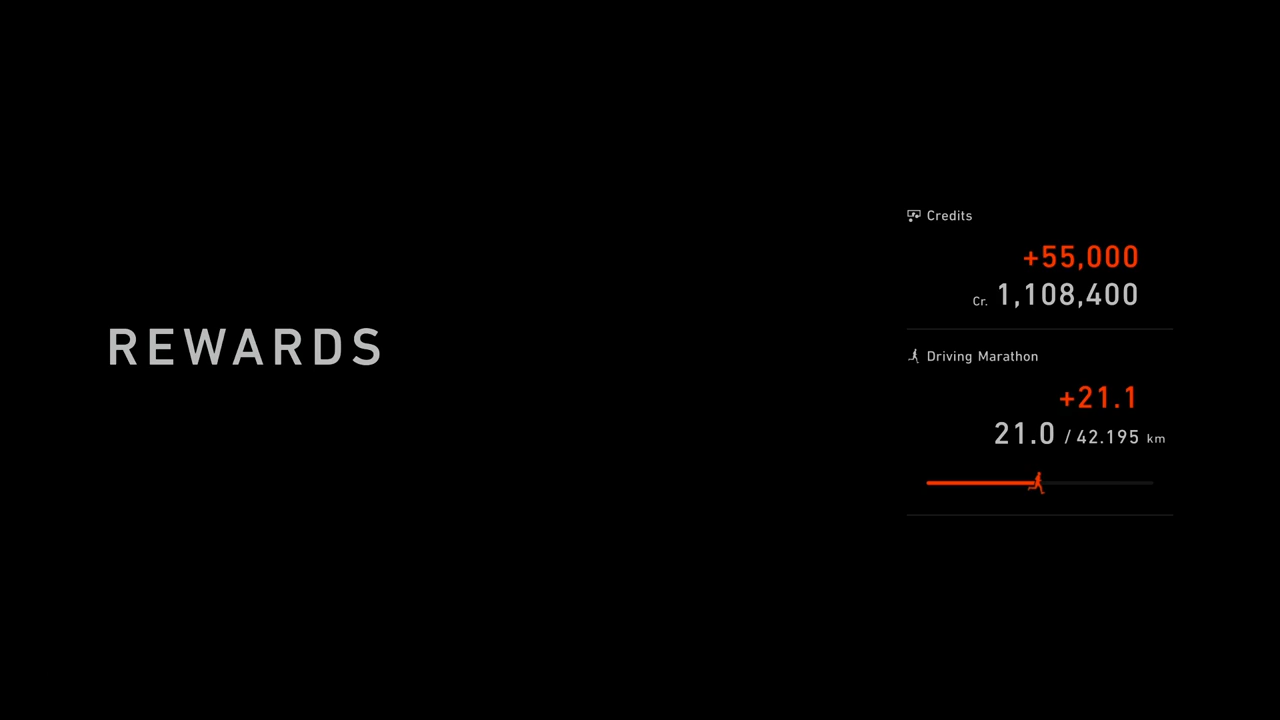 REWARDS
Credits
+55,000
Cr. 1,108,400
Driving Marathon
+21.1
21.0 / 42.195 km